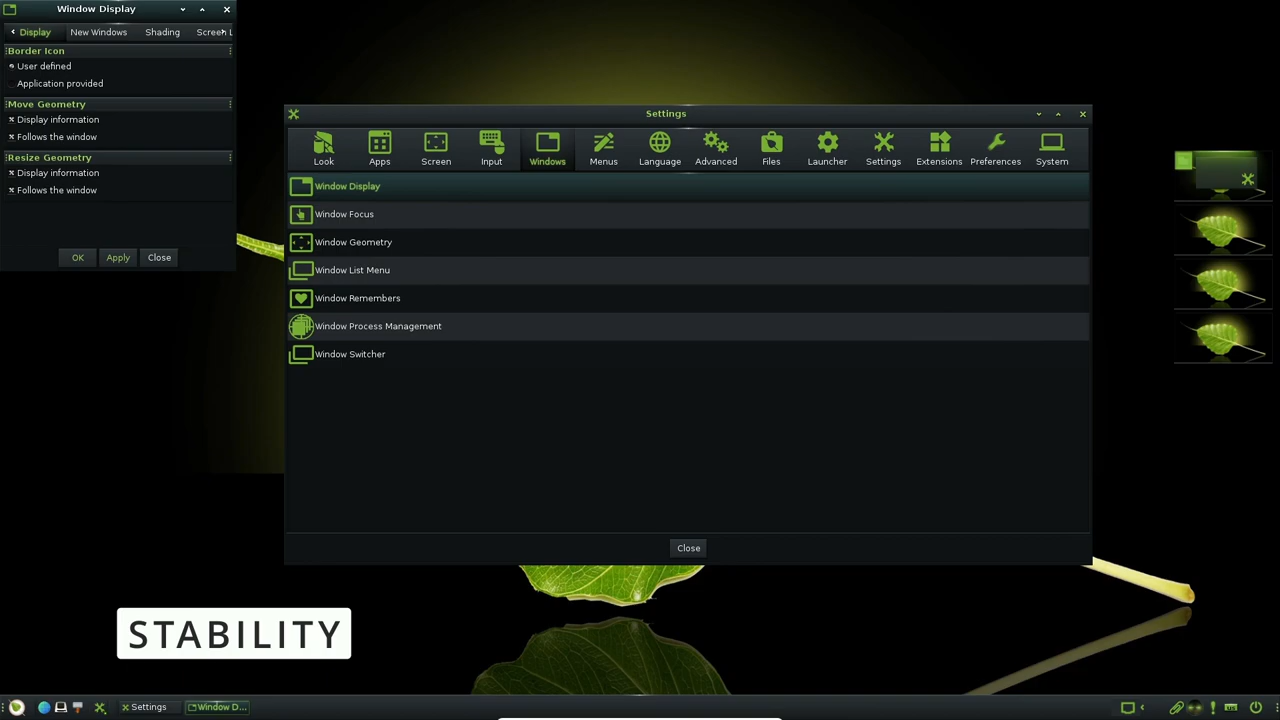 Window Display
Display
New Windows
Shading
Screen L
Border Icon
User defined
Application provided
Move Geometry
Display information
Follows the window
Resize Geometry
Display information
Follows the window
OK
Apply
Close
Settings
Look
Apps
Screen
Input
Windows
Menus
Language
Advanced
Files
Launcher
Settings
Extensions
Preferences
System
Window Display
Window Focus
Window Geometry
Window List Menu
Window Remembers
Window Process Management
Window Switcher
Close
STABILITY
Settings
Window D...